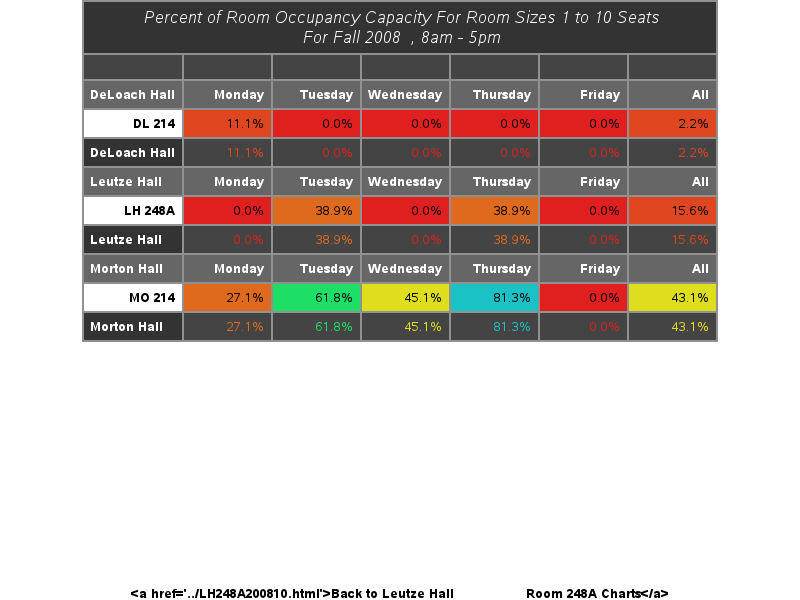 Percent of Room Occupancy Capacity For Room Sizes 1 to 10 Seats
For Fall 2008 , 8am - 5pm
DeLoach Hall Monday Tuesday Wednesday Thursday Friday All
DL 214 11.1% 0.0% 0.0% 0.0% 0.0% 2.2%
DeLoach Hall 11.1% 0.0% 0.0% 0.0% 0.0% 2.2%
Leutze Hall Monday Tuesday Wednesday Thursday Friday All
LH 248A 0.0% 38.9% 0.0% 38.9% 0.0% 15.6%
Leutze Hall 0.0% 38.9% 0.0% 38.9% 0.0% 15.6%
Morton Hall Monday Tuesday Wednesday Thursday Friday All
MO 214 27.1% 61.8% 45.1% 81.3% 0.0% 43.1%
Morton Hall 27.1% 61.8% 45.1% 81.3% 0.0% 43.1%
<a href='../LH248A200810.html'>Back to Leutze Hall Room 248A Charts</a>